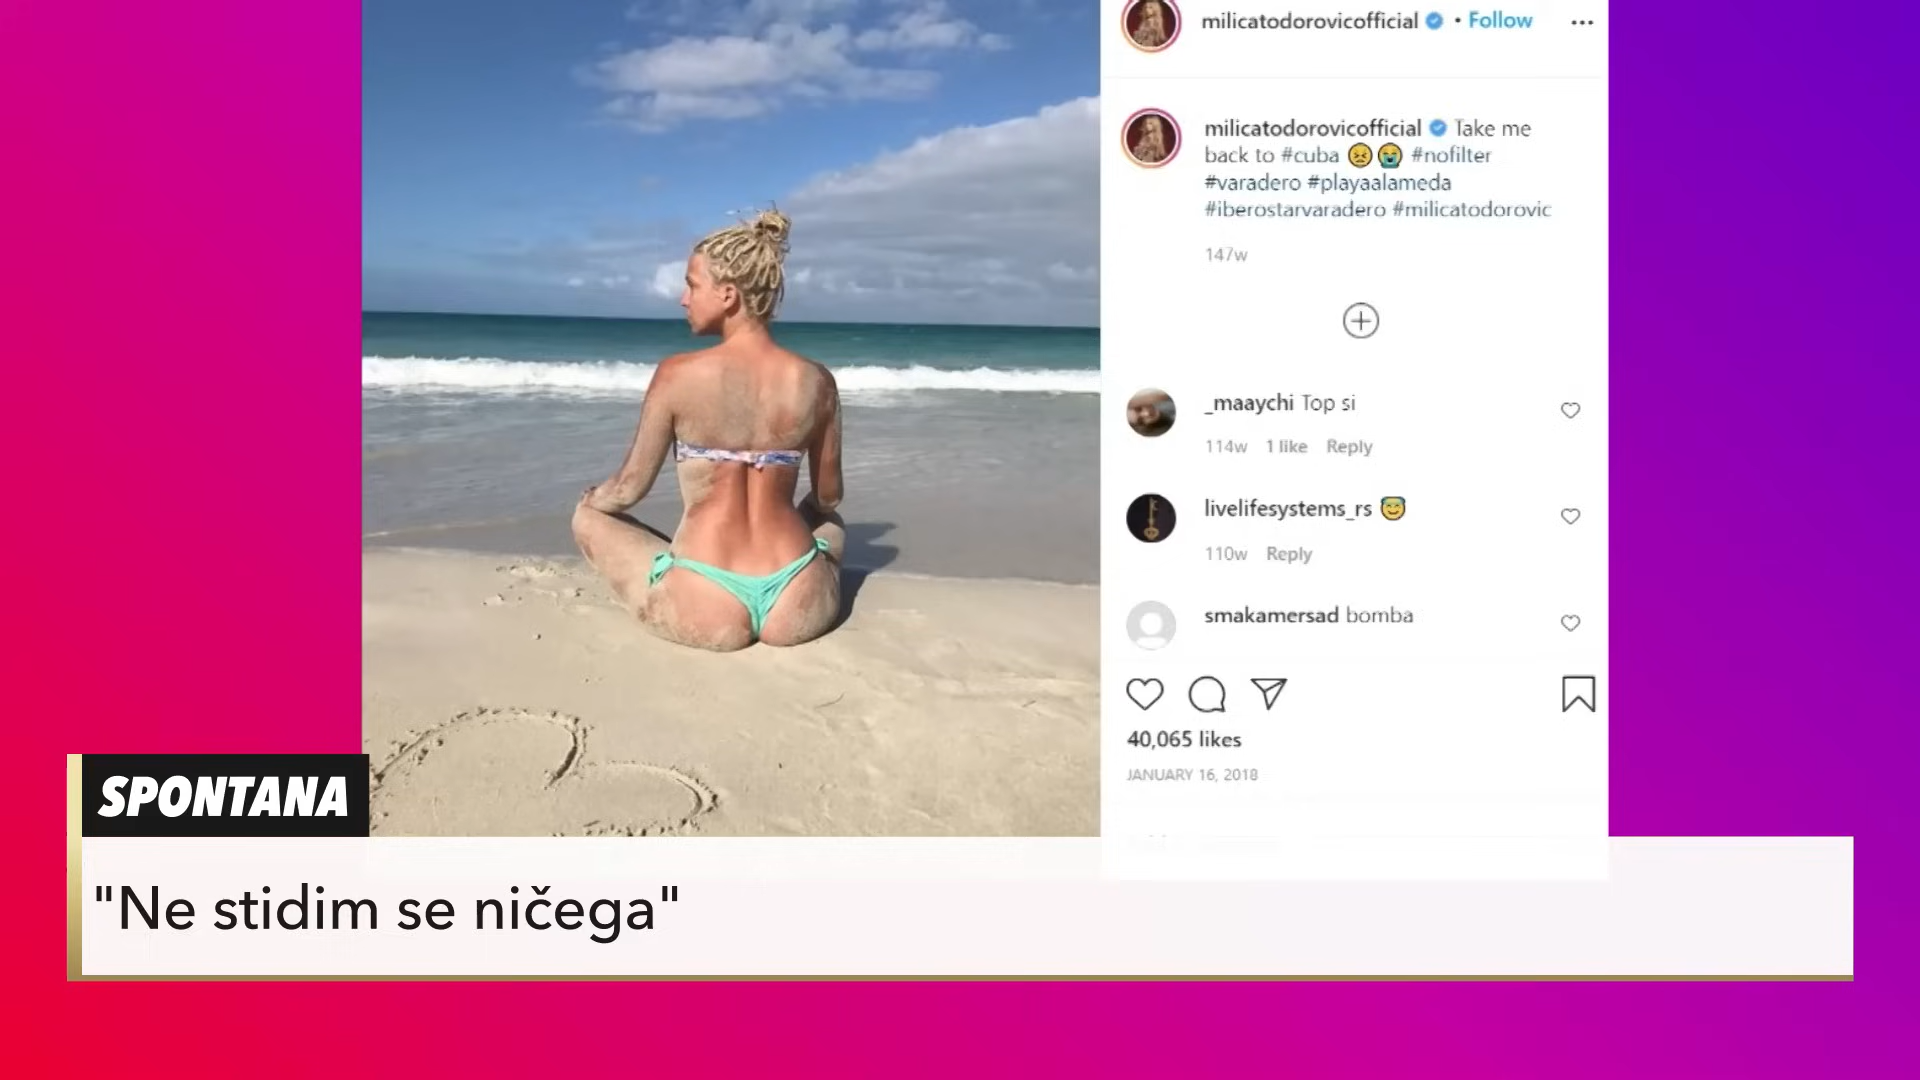 milicatodorovicofficial • Follow
milicatodorovicofficial Take me
back to #cuba 😣😭 #nofilter
#varadero #playaalameda
#iberostarvaradero #milicatodorovic
147w
_maaychi Top si
114w 1 like Reply
livelifesystems_rs 😇
110w Reply
smakamersad bomba
40,065 likes
JANUARY 16, 2018
SPONTANA
"Ne stidim se ničega"